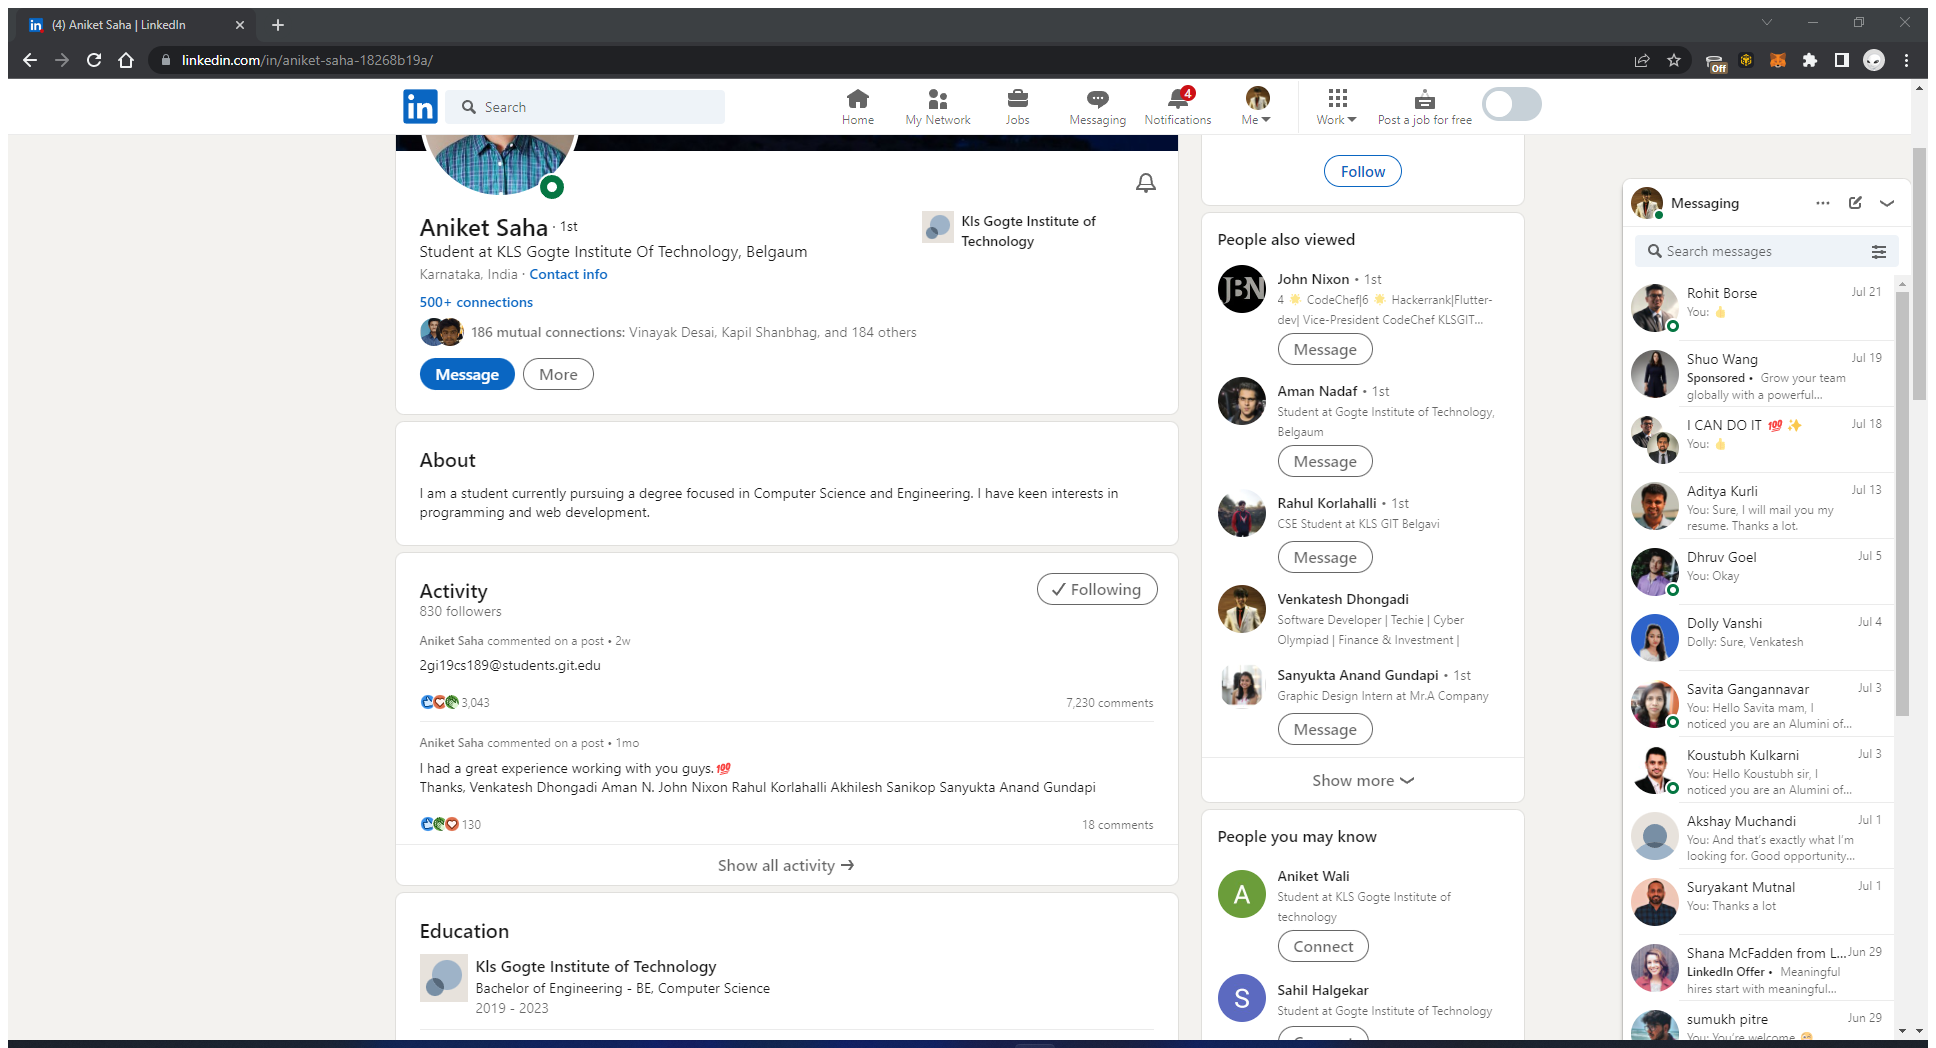 (4) Aniket Saha | LinkedIn
linkedin.com/in/aniket-saha-18268b19a/
Off
in
Search
Home
My Network
Jobs
Messaging
4
Notifications
Me
Work
Post a job for free
Aniket Saha · 1st
Student at KLS Gogte Institute Of Technology, Belgaum
Karnataka, India · Contact info
500+ connections
186 mutual connections: Vinayak Desai, Kapil Shanbhag, and 184 others
Message
More
Kls Gogte Institute of
Technology
About
I am a student currently pursuing a degree focused in Computer Science and Engineering. I have keen interests in
programming and web development.
Activity
830 followers
Following
Aniket Saha commented on a post • 2w
2gi19cs189@students.git.edu
3,043
7,230 comments
Aniket Saha commented on a post • 1mo
I had a great experience working with you guys.💯
Thanks, Venkatesh Dhongadi Aman N. John Nixon Rahul Korlahalli Akhilesh Sanikop Sanyukta Anand Gundapi
130
18 comments
Show all activity →
Education
Kls Gogte Institute of Technology
Bachelor of Engineering - BE, Computer Science
2019 - 2023
Follow
People also viewed
JBN
John Nixon • 1st
4 🌟 CodeChef|6 🌟 Hackerrank|Flutter-
dev| Vice-President CodeChef KLSGIT...
Message
Aman Nadaf • 1st
Student at Gogte Institute of Technology,
Belgaum
Message
Rahul Korlahalli • 1st
CSE Student at KLS GIT Belgavi
Message
Venkatesh Dhongadi
Software Developer | Techie | Cyber
Olympiad | Finance & Investment |
Sanyukta Anand Gundapi • 1st
Graphic Design Intern at Mr.A Company
Message
Show more
People you may know
A
Aniket Wali
Student at KLS Gogte Institute of
technology
Connect
S
Sahil Halgekar
Student at Gogte Institute of Technology
Messaging
Search messages
Rohit Borse Jul 21
You: 👍
Shuo Wang Jul 19
Sponsored • Grow your team
globally with a powerful...
I CAN DO IT 💯 ✨ Jul 18
You: 👍
Aditya Kurli Jul 13
You: Sure, I will mail you my
resume. Thanks a lot.
Dhruv Goel Jul 5
You: Okay
Dolly Vanshi Jul 4
Dolly: Sure, Venkatesh
Savita Gangannavar Jul 3
You: Hello Savita mam, I
noticed you are an Alumini of...
Koustubh Kulkarni Jul 3
You: Hello Koustubh sir, I
noticed you are an Alumini of...
Akshay Muchandi Jul 1
You: And that's exactly what I'm
looking for. Good opportunity...
Suryakant Mutnal Jul 1
You: Thanks a lot
Shana McFadden from L... Jun 29
LinkedIn Offer • Meaningful
hires start with meaningful...
sumukh pitre Jun 29
You: You're welcome